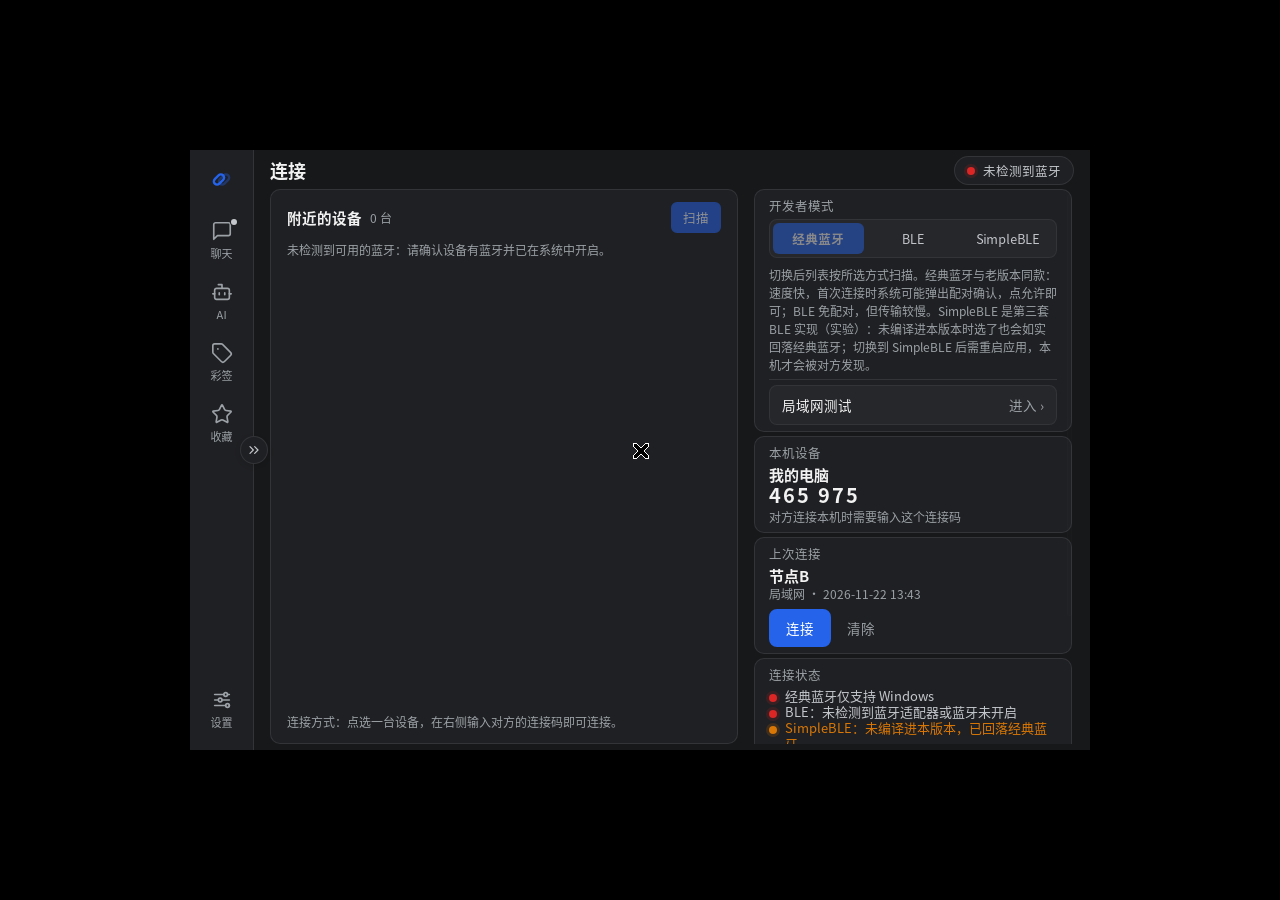 连接
未检测到蓝牙
聊天
AI
彩签
收藏
设置
附近的设备 0 台
扫描
未检测到可用的蓝牙：请确认设备有蓝牙并已在系统中开启。
连接方式：点选一台设备，在右侧输入对方的连接码即可连接。
开发者模式
经典蓝牙 BLE SimpleBLE
切换后列表按所选方式扫描。经典蓝牙与老版本同款：
速度快，首次连接时系统可能弹出配对确认，点允许即
可；BLE 免配对，但传输较慢。SimpleBLE 是第三套
BLE 实现（实验）：未编译进本版本时选了也会如实
回落经典蓝牙；切换到 SimpleBLE 后需重启应用，本
机才会被对方发现。
局域网测试 进入 ›
本机设备
我的电脑
465 975
对方连接本机时需要输入这个连接码
上次连接
节点B
局域网 · 2026-11-22 13:43
连接 清除
连接状态
经典蓝牙仅支持 Windows
BLE：未检测到蓝牙适配器或蓝牙未开启
SimpleBLE：未编译进本版本，已回落经典蓝